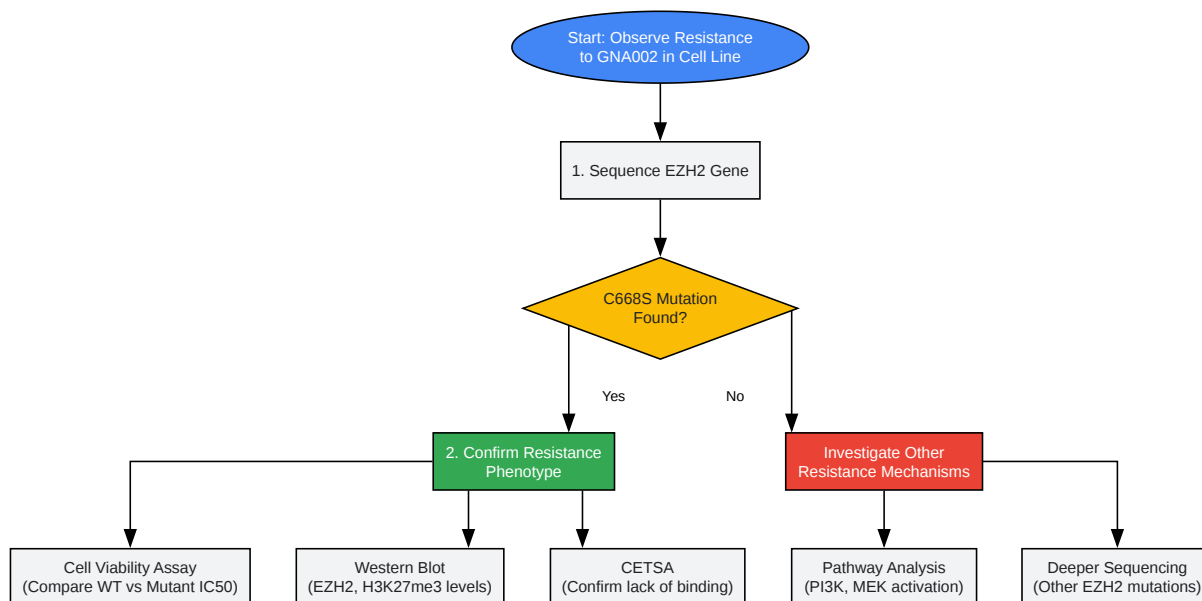 Start: Observe Resistance
to GNA002 in Cell Line
1. Sequence EZH2 Gene
C668S Mutation
Found?
Yes
No
2. Confirm Resistance
Phenotype
Investigate Other
Resistance Mechanisms
Cell Viability Assay
(Compare WT vs Mutant IC50)
Western Blot
(EZH2, H3K27me3 levels)
CETSA
(Confirm lack of binding)
Pathway Analysis
(PI3K, MEK activation)
Deeper Sequencing
(Other EZH2 mutations)